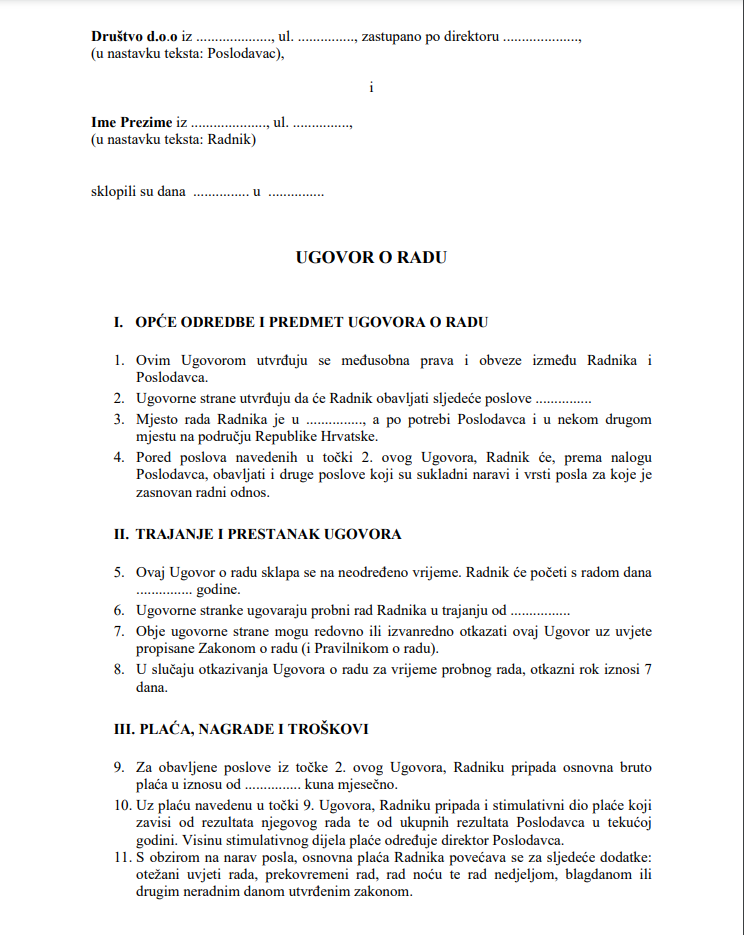 Društvo d.o.o iz ...................., ul. ..............., zastupano po direktoru ....................,
(u nastavku teksta: Poslodavac),
i
Ime Prezime iz ...................., ul. ...............,
(u nastavku teksta: Radnik)
sklopili su dana ............... u ...............
UGOVOR O RADU
I. OPĆE ODREDBE I PREDMET UGOVORA O RADU
1. Ovim Ugovorom utvrđuju se međusobna prava i obveze između Radnika i
Poslodavca.
2. Ugovorne strane utvrđuju da će Radnik obavljati sljedeće poslove ...............
3. Mjesto rada Radnika je u ..............., a po potrebi Poslodavca i u nekom drugom
mjestu na području Republike Hrvatske.
4. Pored poslova navedenih u točki 2. ovog Ugovora, Radnik će, prema nalogu
Poslodavca, obavljati i druge poslove koji su sukladni naravi i vrsti posla za koje je
zasnovan radni odnos.
II. TRAJANJE I PRESTANAK UGOVORA
5. Ovaj Ugovor o radu sklapa se na neodređeno vrijeme. Radnik će početi s radom dana
............... godine.
6. Ugovorne stranke ugovaraju probni rad Radnika u trajanju od ................
7. Obje ugovorne strane mogu redovno ili izvanredno otkazati ovaj Ugovor uz uvjete
propisane Zakonom o radu (i Pravilnikom o radu).
8. U slučaju otkazivanja Ugovora o radu za vrijeme probnog rada, otkazni rok iznosi 7
dana.
III. PLAĆA, NAGRADE I TROŠKOVI
9. Za obavljene poslove iz točke 2. ovog Ugovora, Radniku pripada osnovna bruto
plaća u iznosu od ............... kuna mjesečno.
10. Uz plaću navedenu u točki 9. Ugovora, Radniku pripada i stimulativni dio plaće koji
zavisi od rezultata njegovog rada te od ukupnih rezultata Poslodavca u tekućoj
godini. Visinu stimulativnog dijela plaće određuje direktor Poslodavca.
11. S obzirom na narav posla, osnovna plaća Radnika povećava se za sljedeće dodatke:
otežani uvjeti rada, prekovremeni rad, rad noću te rad nedjeljom, blagdanom ili
drugim neradnim danom utvrđenim zakonom.